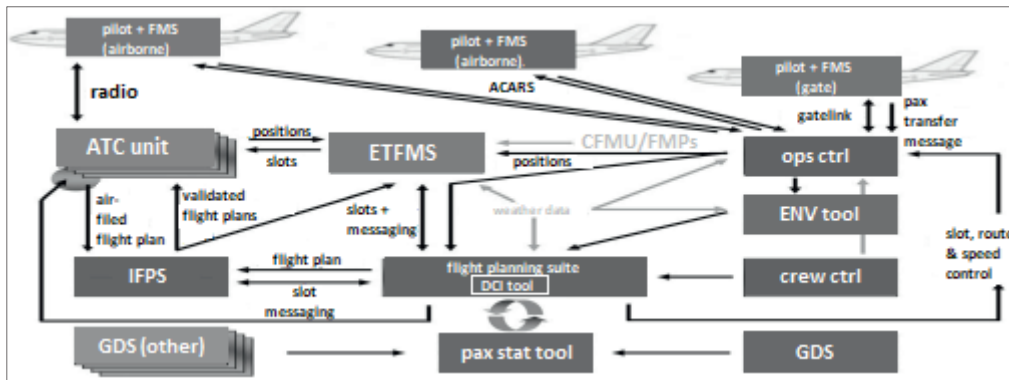 pilot + FMS
(airborne)
pilot + FMS
(airborne).
pilot + FMS
(gate)
radio
ACARS
gatelink
pax
transfer
message
ATC unit
positions
slots
ETFMS
CFMU/FMPs
positions
ops ctrl
air-
filed
flight plan
validated
flight plans
slots +
messaging
weather data
ENV tool
slot, route
& speed
control
IFPS
flight plan
slot
messaging
flight planning suite
DCI tool
crew ctrl
GDS (other)
pax stat tool
GDS